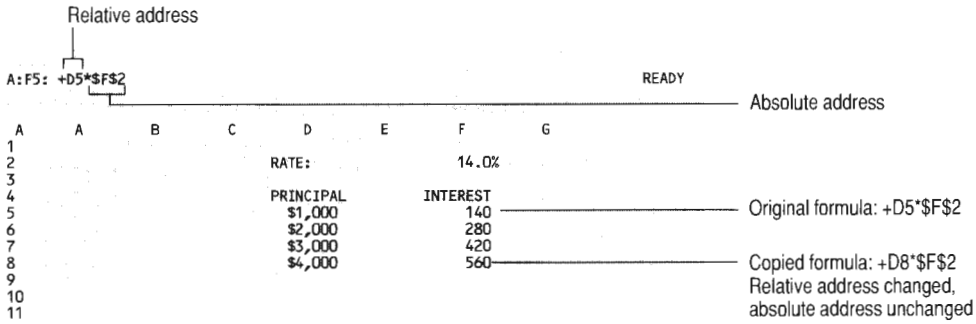 Relative address
A:F5: +D5*$F$2 READY
Absolute address
A A B C D E F G
1
2 RATE: 14.0%
3
4 PRINCIPAL INTEREST
5 $1,000 140 Original formula: +D5*$F$2
6 $2,000 280
7 $3,000 420
8 $4,000 560 Copied formula: +D8*$F$2
9 Relative address changed,
10 absolute address unchanged
11